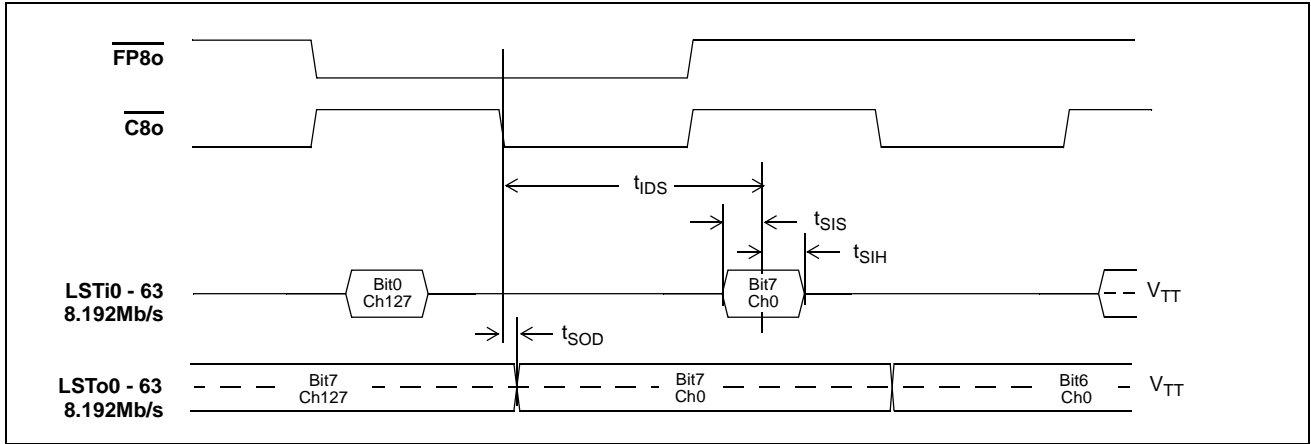 FP8o
C8o
tIDS
tSIS
tSIH
LSTi0 - 63
8.192Mb/s
Bit0
Ch127
Bit7
Ch0
VTT
tSOD
LSTo0 - 63
8.192Mb/s
Bit7
Ch127
Bit7
Ch0
Bit6
Ch0
VTT